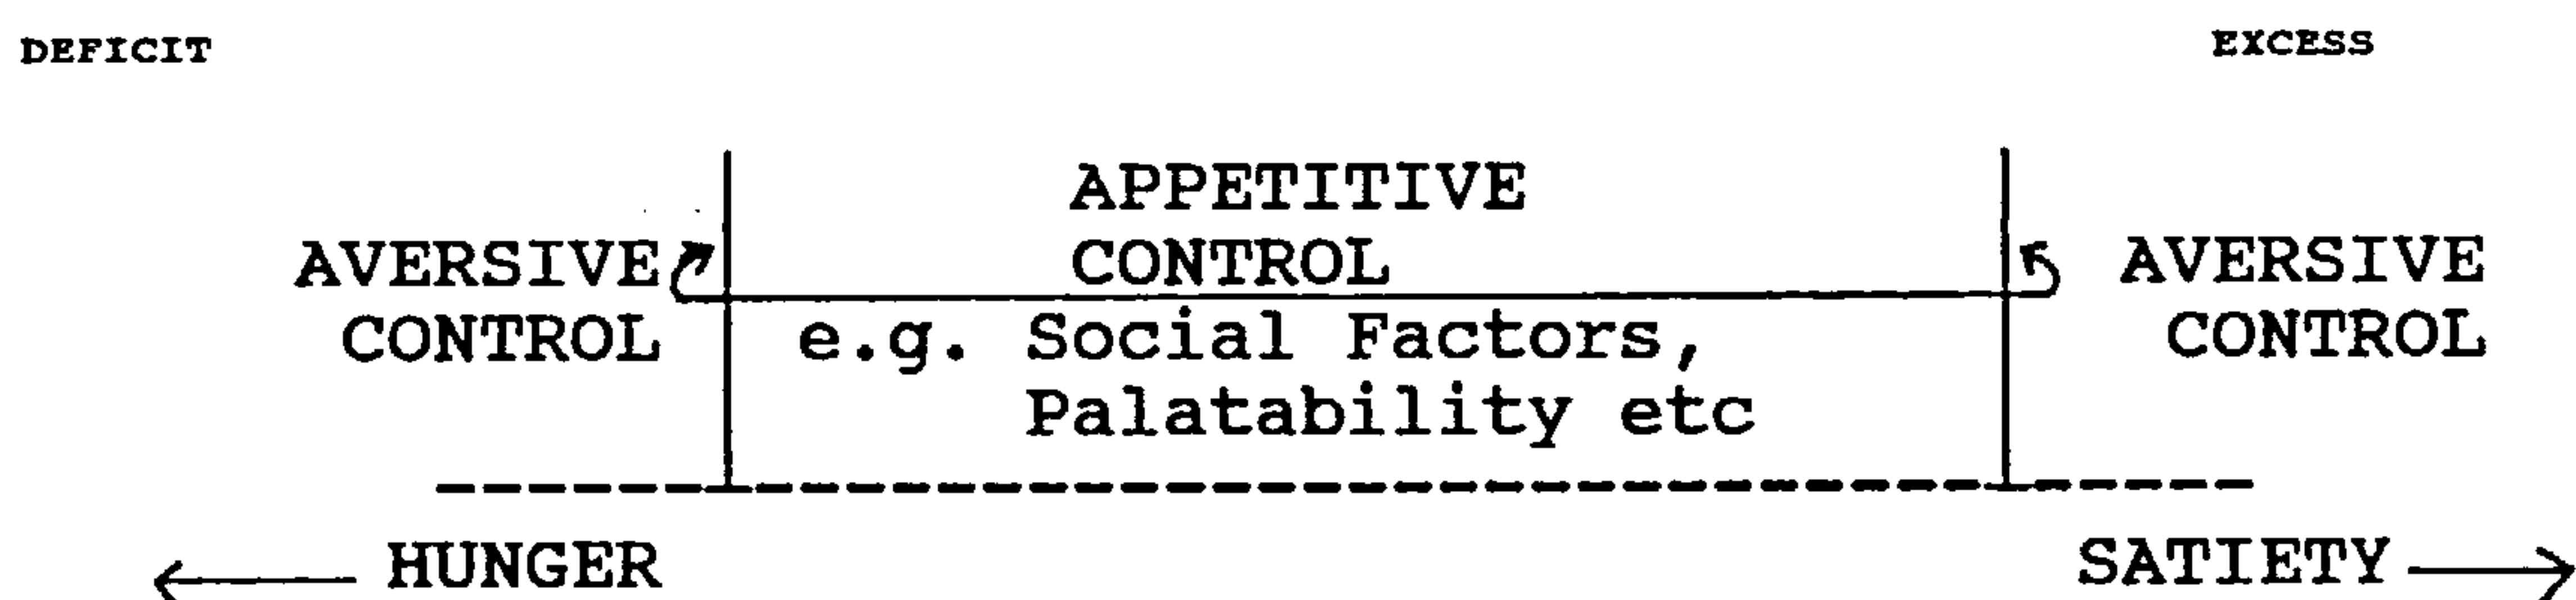 DEFICIT EXCESS
APPETITIVE
AVERSIVE CONTROL AVERSIVE
CONTROL e.g. Social Factors, CONTROL
Palatability etc
HUNGER SATIETY